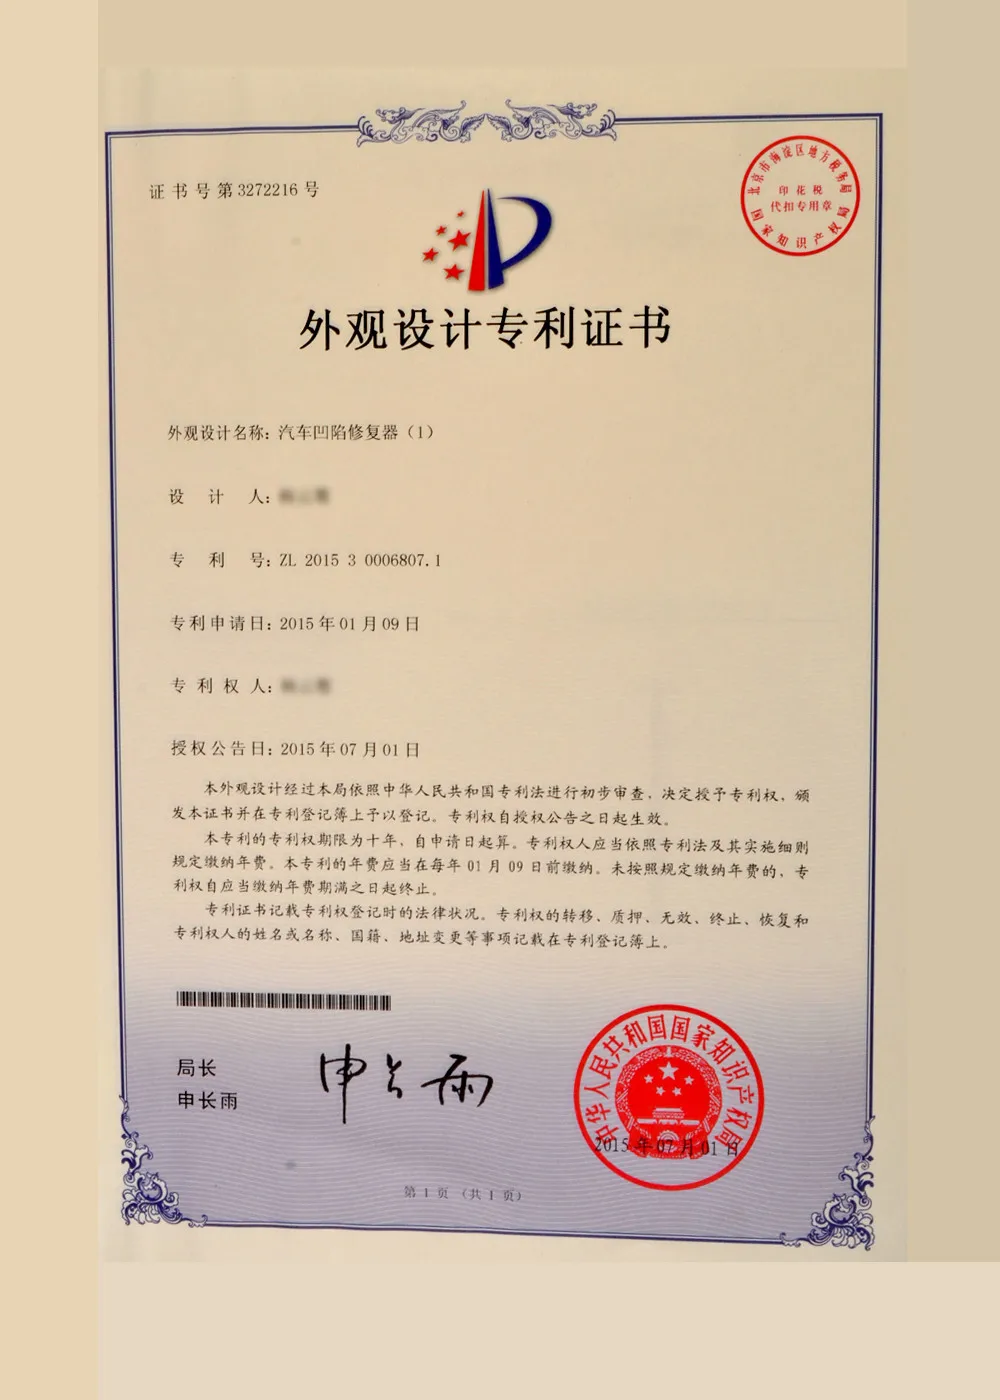 证书号第3272216号
北京市海淀区地方税务局
印花税
代扣专用章
国家知识产权局
外观设计专利证书
外观设计名称：汽车凹陷修复器（1）
设计人：
专利号：ZL 2015 3 0006807.1
专利申请日：2015年01月09日
专利权人：
授权公告日：2015年07月01日
本外观设计经过本局依照中华人民共和国专利法进行初步审查，决定授予专利权，颁
发本证书并在专利登记簿上予以登记。专利权自授权公告之日起生效。
本专利的专利权期限为十年，自申请日起算。专利权人应当依照专利法及其实施细则
规定缴纳年费。本专利的年费应当在每年01月09日前缴纳。未按照规定缴纳年费的，专
利权自应当缴纳年费期满之日起终止。
专利证书记载专利权登记时的法律状况。专利权的转移、质押、无效、终止、恢复和
专利权人的姓名或名称、国籍、地址变更等事项记载在专利登记簿上。
局长
申长雨
申长雨
中华人民共和国国家知识产权局
2015年07月01日
第1页（共1页）